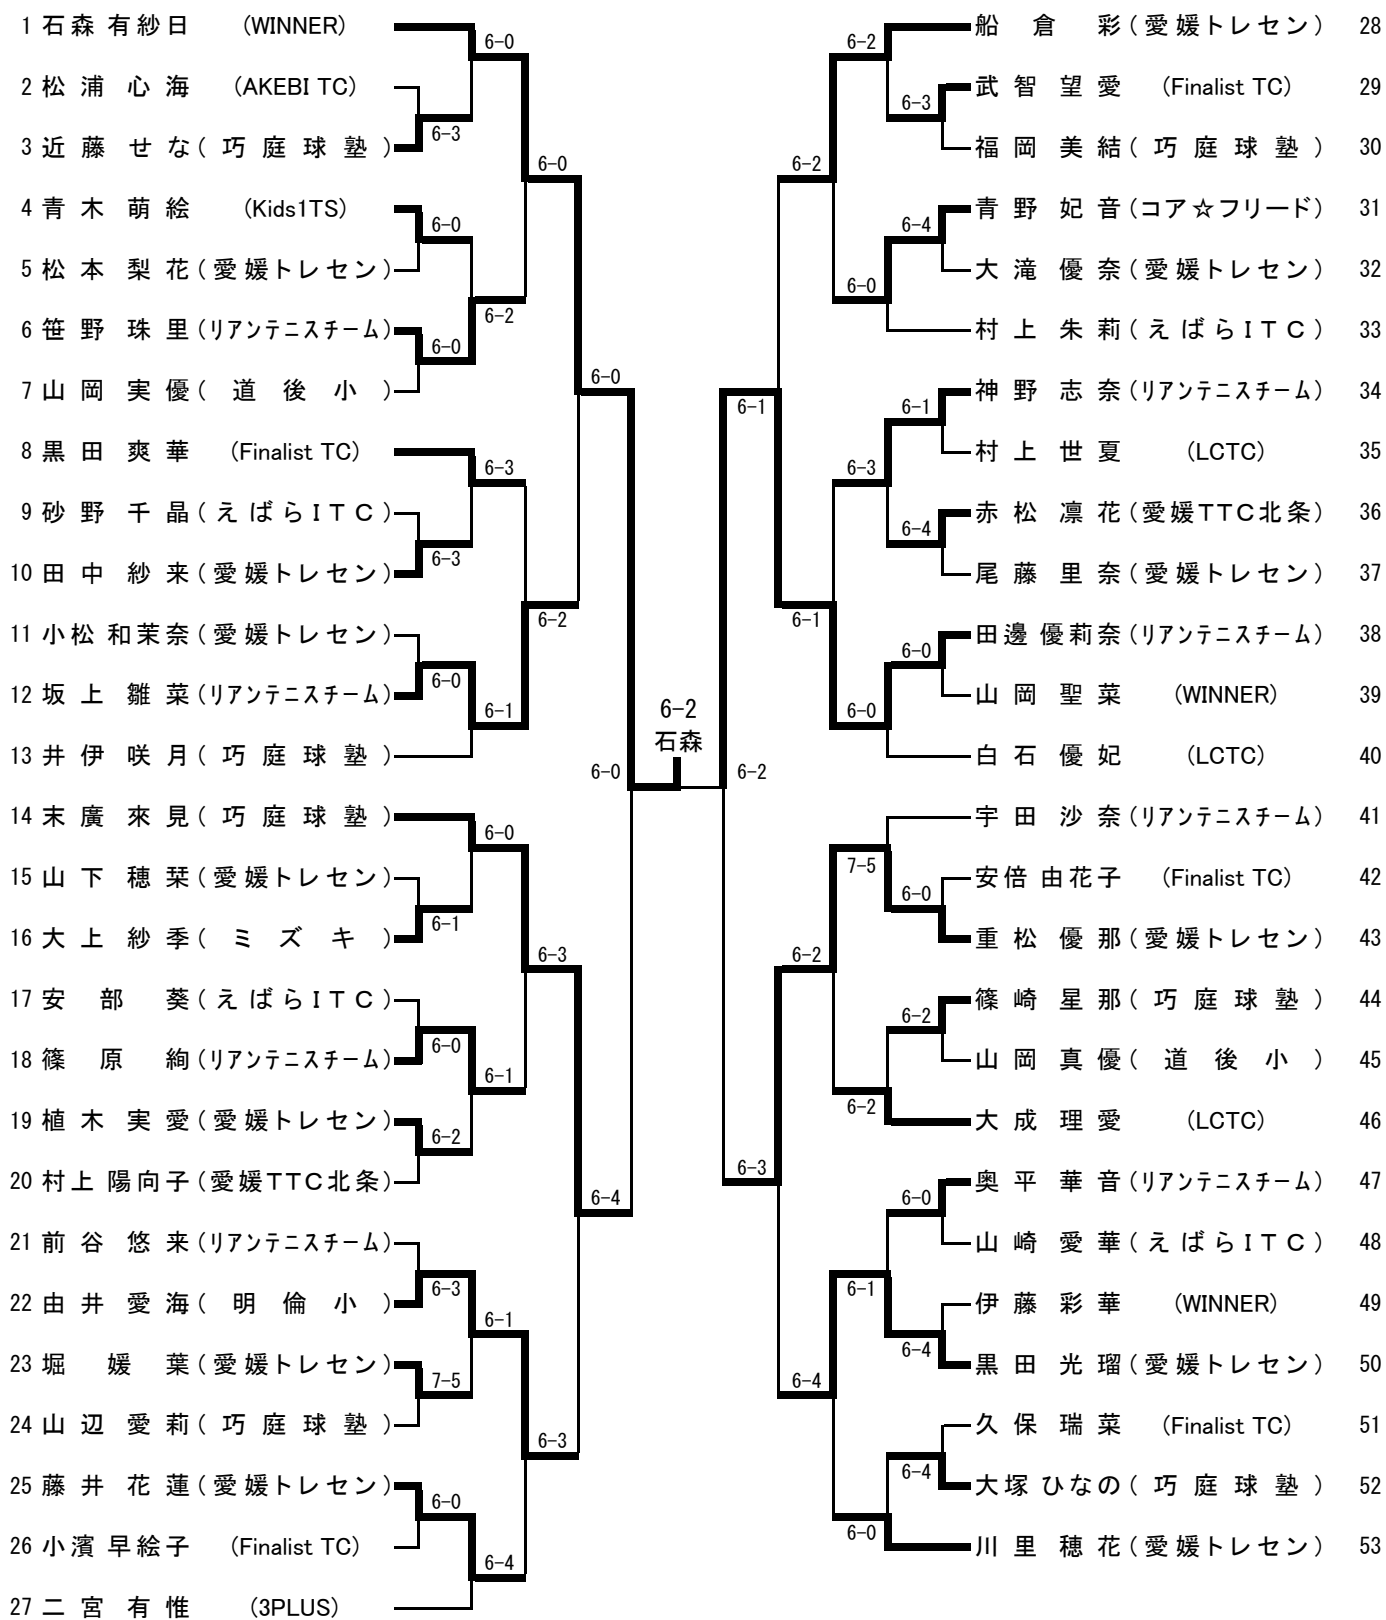 1 石森 有紗日 (WINNER)
2 松浦 心海 (AKEBI TC)
3 近藤 せな (巧庭球塾)
4 青木 萌絵 (Kids1TS)
5 松本 梨花 (愛媛トレセン)
6 笹野 珠里 (リアンテニスチーム)
7 山岡 実優 (道後小)
8 黒田 爽華 (Finalist TC)
9 砂野 千晶 (えばらITC)
10 田中 紗来 (愛媛トレセン)
11 小松 和茉奈 (愛媛トレセン)
12 坂上 雛菜 (リアンテニスチーム)
13 井伊 咲月 (巧庭球塾)
14 末廣 來見 (巧庭球塾)
15 山下 穂栞 (愛媛トレセン)
16 大上 紗季 (ミズキ)
17 安部 葵 (えばらITC)
18 篠原 絢 (リアンテニスチーム)
19 植木 実愛 (愛媛トレセン)
20 村上 陽向子 (愛媛TTC北条)
21 前谷 悠来 (リアンテニスチーム)
22 由井 愛海 (明倫小)
23 堀 媛葉 (愛媛トレセン)
24 山辺 愛莉 (巧庭球塾)
25 藤井 花蓮 (愛媛トレセン)
26 小濱 早絵子 (Finalist TC)
27 二宮 有惟 (3PLUS)
6-3
6-0
6-0
6-3
6-0
6-1
6-0
6-2
6-3
7-5
6-0
6-0
6-2
6-3
6-1
6-0
6-1
6-1
6-4
6-0
6-2
6-3
6-3
6-0
6-4
6-0
6-2
石森
6-2
6-1
6-3
6-2
6-1
6-2
6-4
6-2
6-0
6-3
6-0
7-5
6-2
6-1
6-0
6-3
6-4
6-1
6-4
6-0
6-0
6-2
6-0
6-4
6-4
船倉 彩 (愛媛トレセン) 28
武智 望愛 (Finalist TC) 29
福岡 美結 (巧庭球塾) 30
青野 妃音 (コア☆フリード) 31
大滝 優奈 (愛媛トレセン) 32
村上 朱莉 (えばらITC) 33
神野 志奈 (リアンテニスチーム) 34
村上 世夏 (LCTC) 35
赤松 凛花 (愛媛TTC北条) 36
尾藤 里奈 (愛媛トレセン) 37
田邊 優莉奈 (リアンテニスチーム) 38
山岡 聖菜 (WINNER) 39
白石 優妃 (LCTC) 40
宇田 沙奈 (リアンテニスチーム) 41
安倍 由花子 (Finalist TC) 42
重松 優那 (愛媛トレセン) 43
篠崎 星那 (巧庭球塾) 44
山岡 真優 (道後小) 45
大成 理愛 (LCTC) 46
奥平 華音 (リアンテニスチーム) 47
山崎 愛華 (えばらITC) 48
伊藤 彩華 (WINNER) 49
黒田 光瑠 (愛媛トレセン) 50
久保 瑞菜 (Finalist TC) 51
大塚 ひなの (巧庭球塾) 52
川里 穂花 (愛媛トレセン) 53